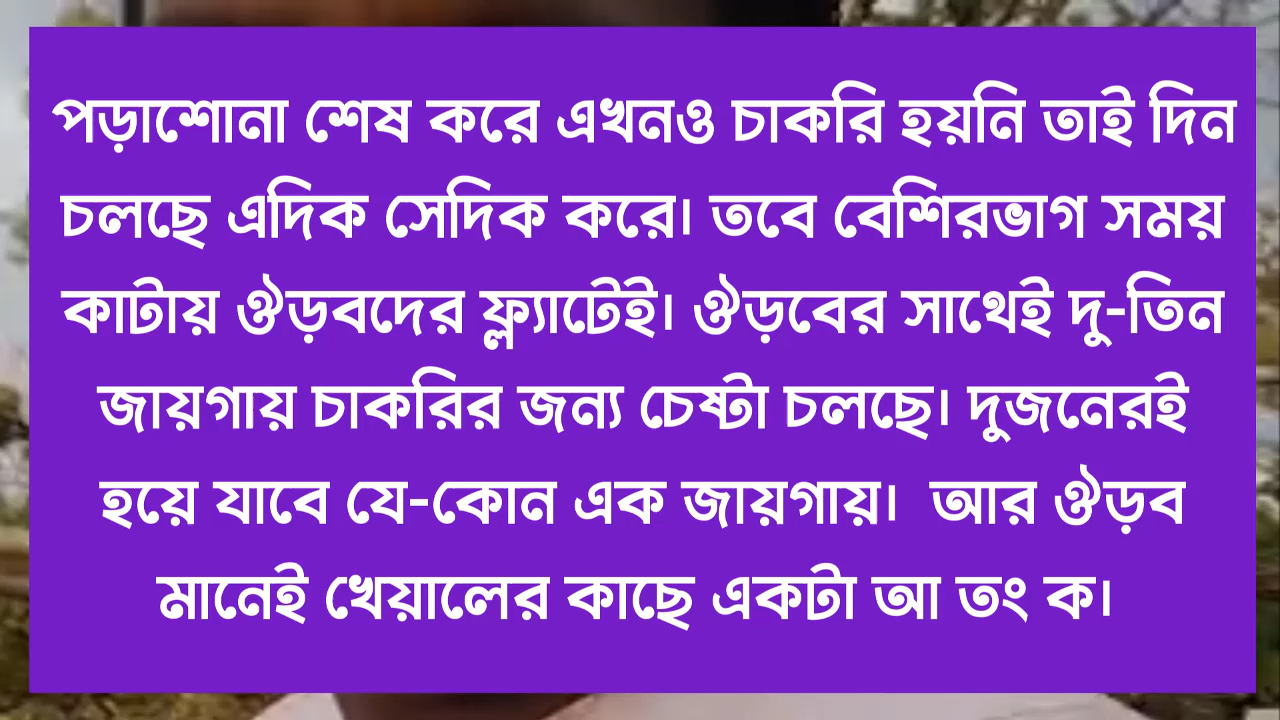 পড়াশোনা শেষ করে এখনও চাকরি হয়নি তাই দিন
চলছে এদিক সেদিক করে। তবে বেশিরভাগ সময়
কাটায় ঔড়বদের ফ্ল্যাটেই। ঔড়বের সাথেই দু-তিন
জায়গায় চাকরির জন্য চেষ্টা চলছে। দুজনেরই
হয়ে যাবে যে-কোন এক জায়গায়।  আর ঔড়ব
মানেই খেয়ালের কাছে একটা আ তং ক।